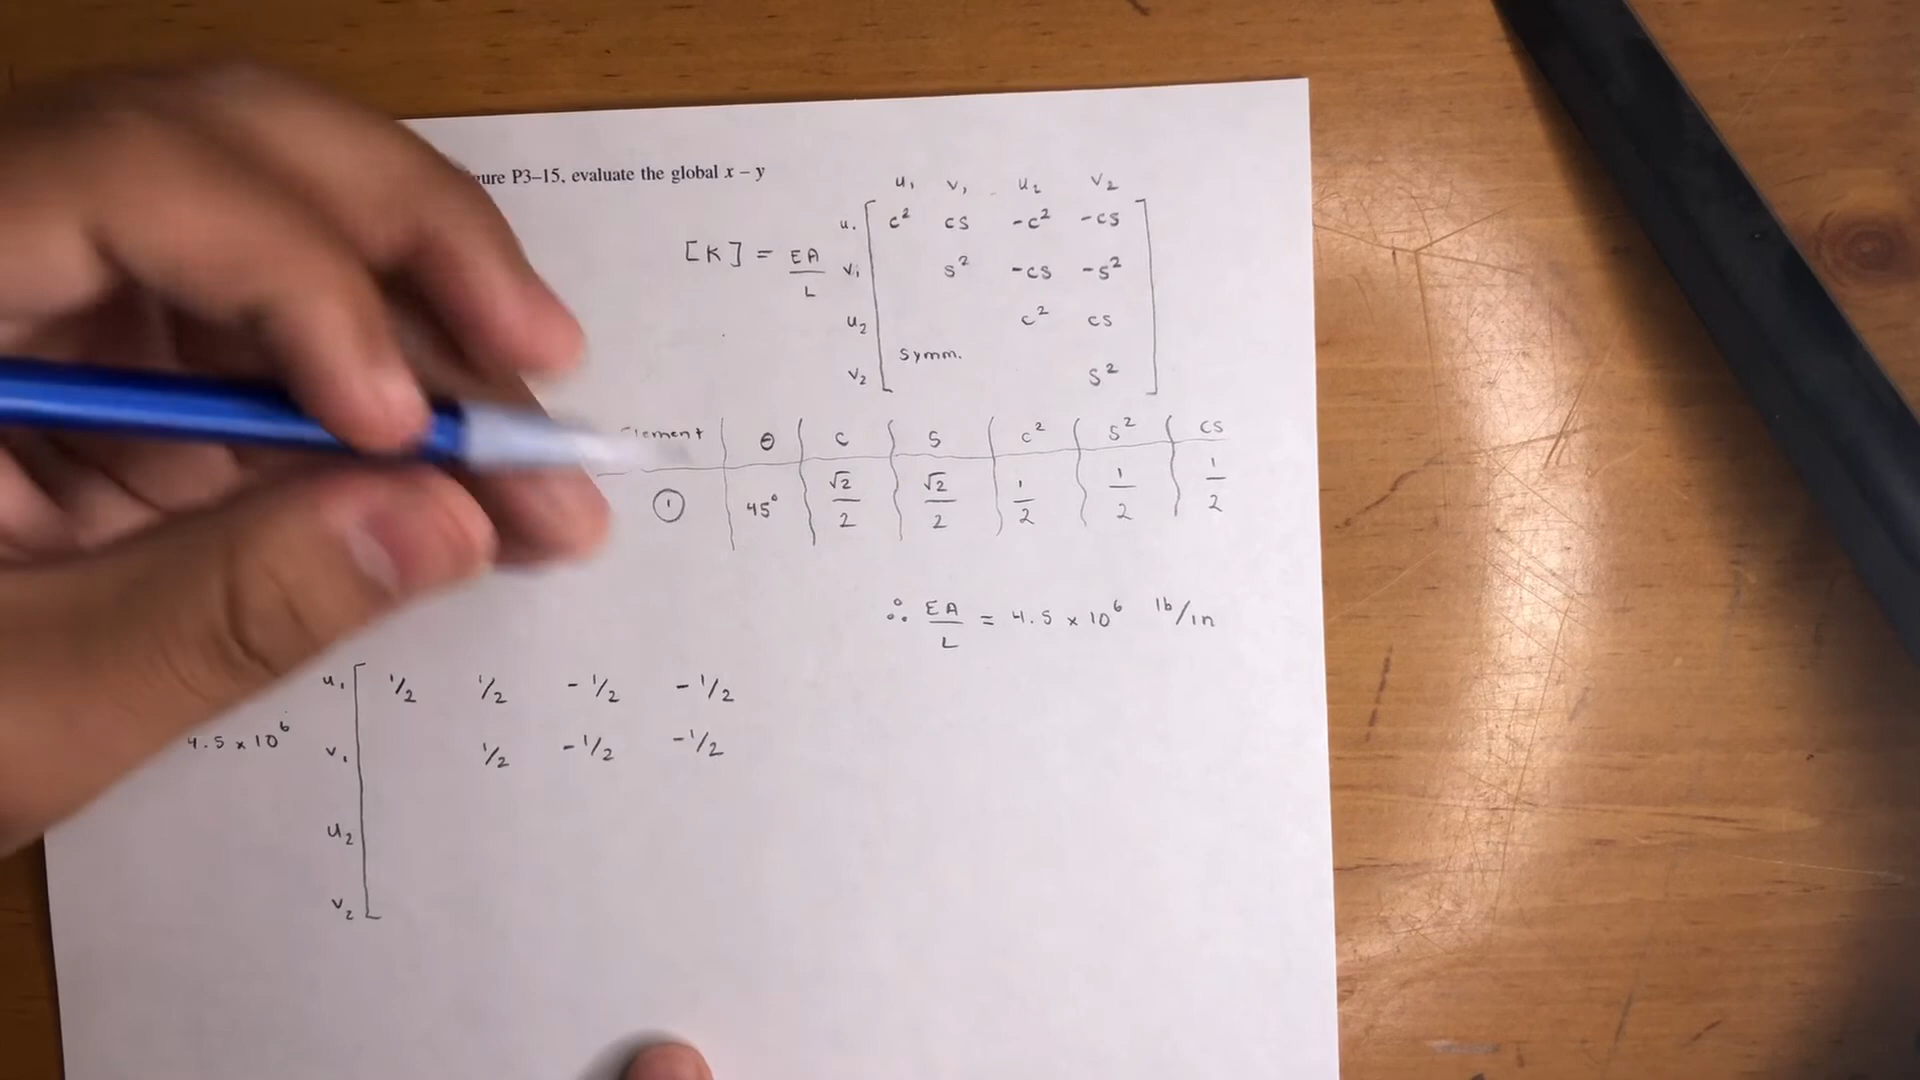 P3–15, evaluate the global x – y
u₁ v₁ u₂ v₂
u₁ c² cs -c² -cs
[K] = EA/L v₁ s² -cs -s²
u₂ c² cs
symm.
v₂ s²
θ c s c² s² cs
① 45° √2/2 √2/2 1/2 1/2 1/2
∴ EA/L = 4.5 x 10⁶ lb/in
u₁ 1/2 1/2 -1/2 -1/2
4.5 x 10⁶ v₁ 1/2 -1/2 -1/2
u₂
v₂